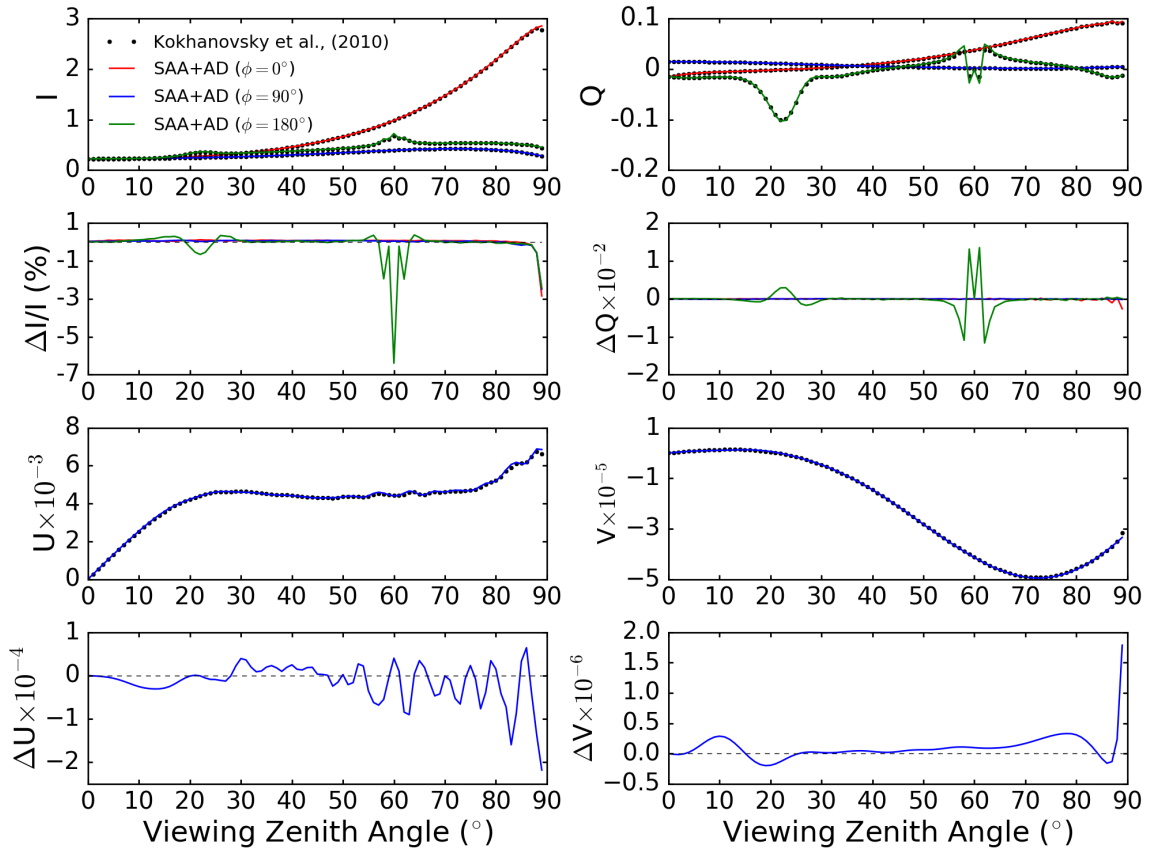 3
2
1
0
I
Kokhanovsky et al., (2010)
SAA+AD (ϕ=0°)
SAA+AD (ϕ=90°)
SAA+AD (ϕ=180°)
0 10 20 30 40 50 60 70 80 90
0.1
0
-0.1
-0.2
Q
0 10 20 30 40 50 60 70 80 90
1
-1
-3
-5
-7
ΔI/I (%)
0 10 20 30 40 50 60 70 80 90
2
1
0
−1
−2
ΔQ×10⁻²
0 10 20 30 40 50 60 70 80 90
8
6
4
2
0
U×10⁻³
0 10 20 30 40 50 60 70 80 90
1
−1
−3
−5
V×10⁻⁵
0 10 20 30 40 50 60 70 80 90
1
0
−1
−2
ΔU×10⁻⁴
0 10 20 30 40 50 60 70 80 90
Viewing Zenith Angle (°)
2.0
1.5
1.0
0.5
0.0
−0.5
ΔV×10⁻⁶
0 10 20 30 40 50 60 70 80 90
Viewing Zenith Angle (°)